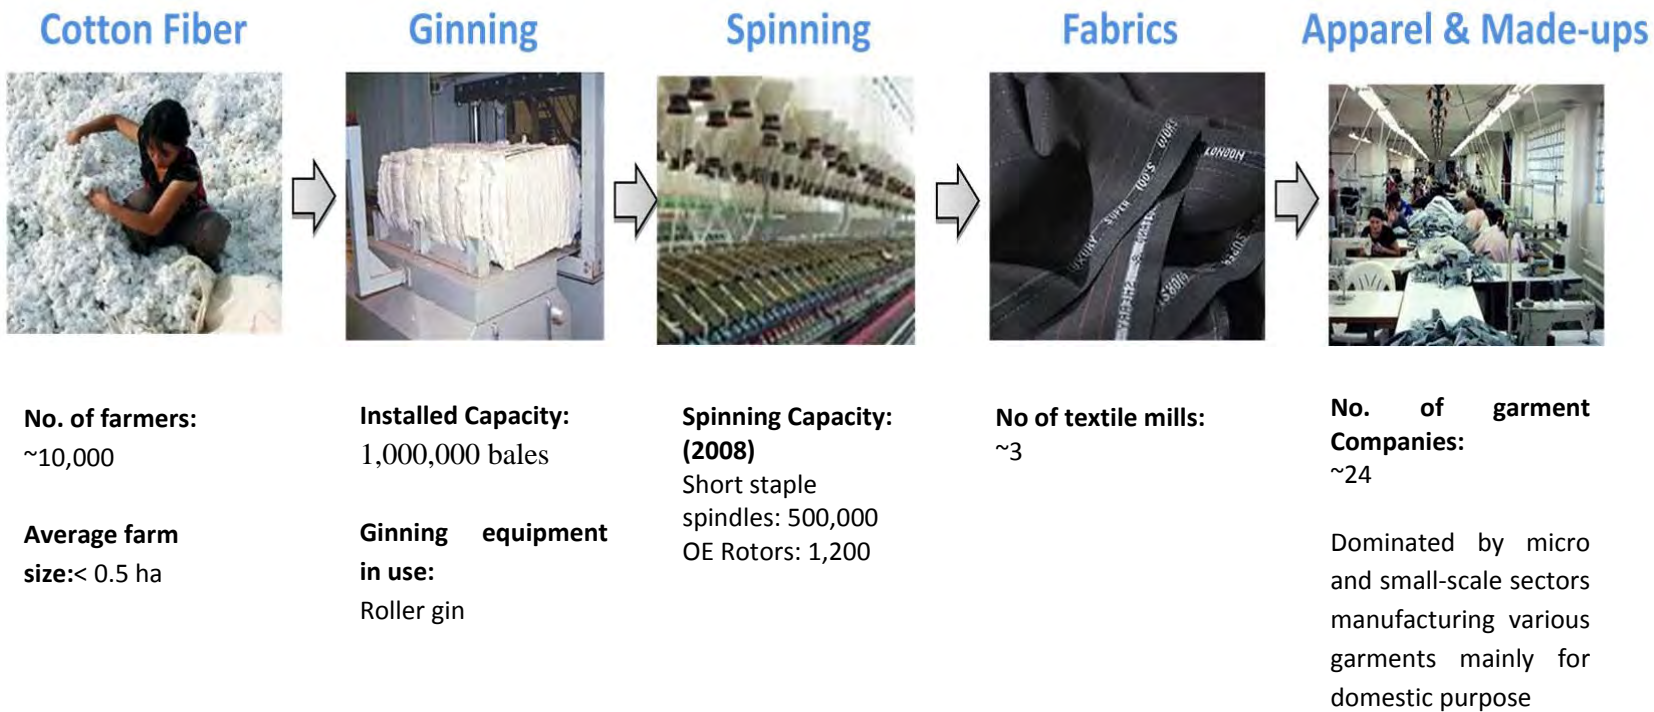 Cotton Fiber
Ginning
Spinning
Fabrics
Apparel & Made-ups
SUPER 100'S
LONDON
No. of farmers:
~10,000
Average farm
size:< 0.5 ha
Installed Capacity:
1,000,000 bales
Ginning equipment
in use:
Roller gin
Spinning Capacity:
(2008)
Short staple
spindles: 500,000
OE Rotors: 1,200
No of textile mills:
~3
No. of garment
Companies:
~24
Dominated by micro
and small-scale sectors
manufacturing various
garments mainly for
domestic purpose